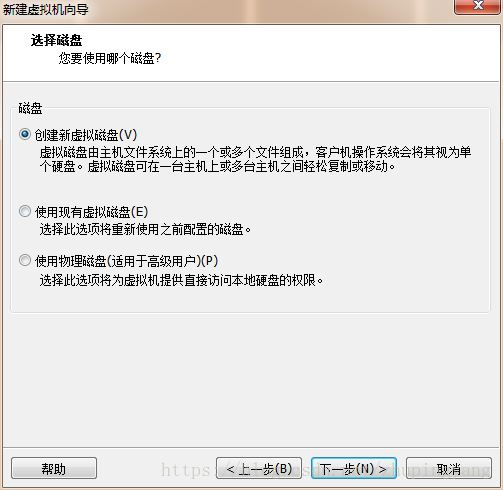 新建虚拟机向导
选择磁盘
您要使用哪个磁盘?
磁盘
创建新虚拟磁盘(V)
虚拟磁盘由主机文件系统上的一个或多个文件组成，客户机操作系统会将其视为单
个硬盘。虚拟磁盘可在一台主机上或多台主机之间轻松复制或移动。
使用现有虚拟磁盘(E)
选择此选项将重新使用之前配置的磁盘。
使用物理磁盘(适用于高级用户)(P)
选择此选项将为虚拟机提供直接访问本地硬盘的权限。
帮助
< 上一步(B)
下一步(N) >
取消